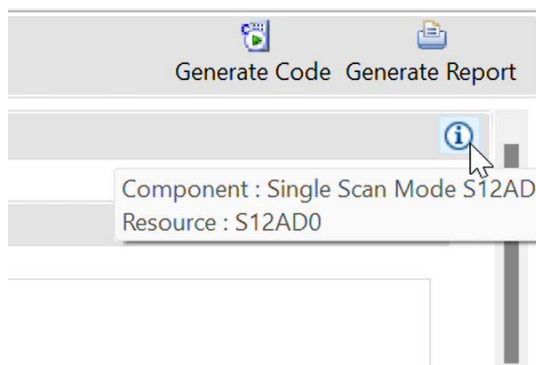 Generate Code Generate Report
Component : Single Scan Mode S12AD
Resource : S12AD0